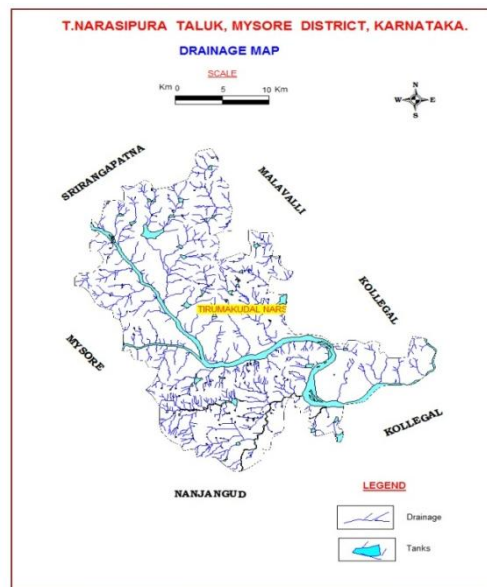 T.NARASIPURA TALUK, MYSORE DISTRICT, KARNATAKA.
DRAINAGE MAP
SCALE
Km 0 5 10 Km
N
W E
S
SRIRANGAPATNA
MALAVALLI
KOLLEGAL
TIRUMAKUDAL NARS
MYSORE
KOLLEGAL
NANJANGUD
LEGEND
Drainage
Tanks